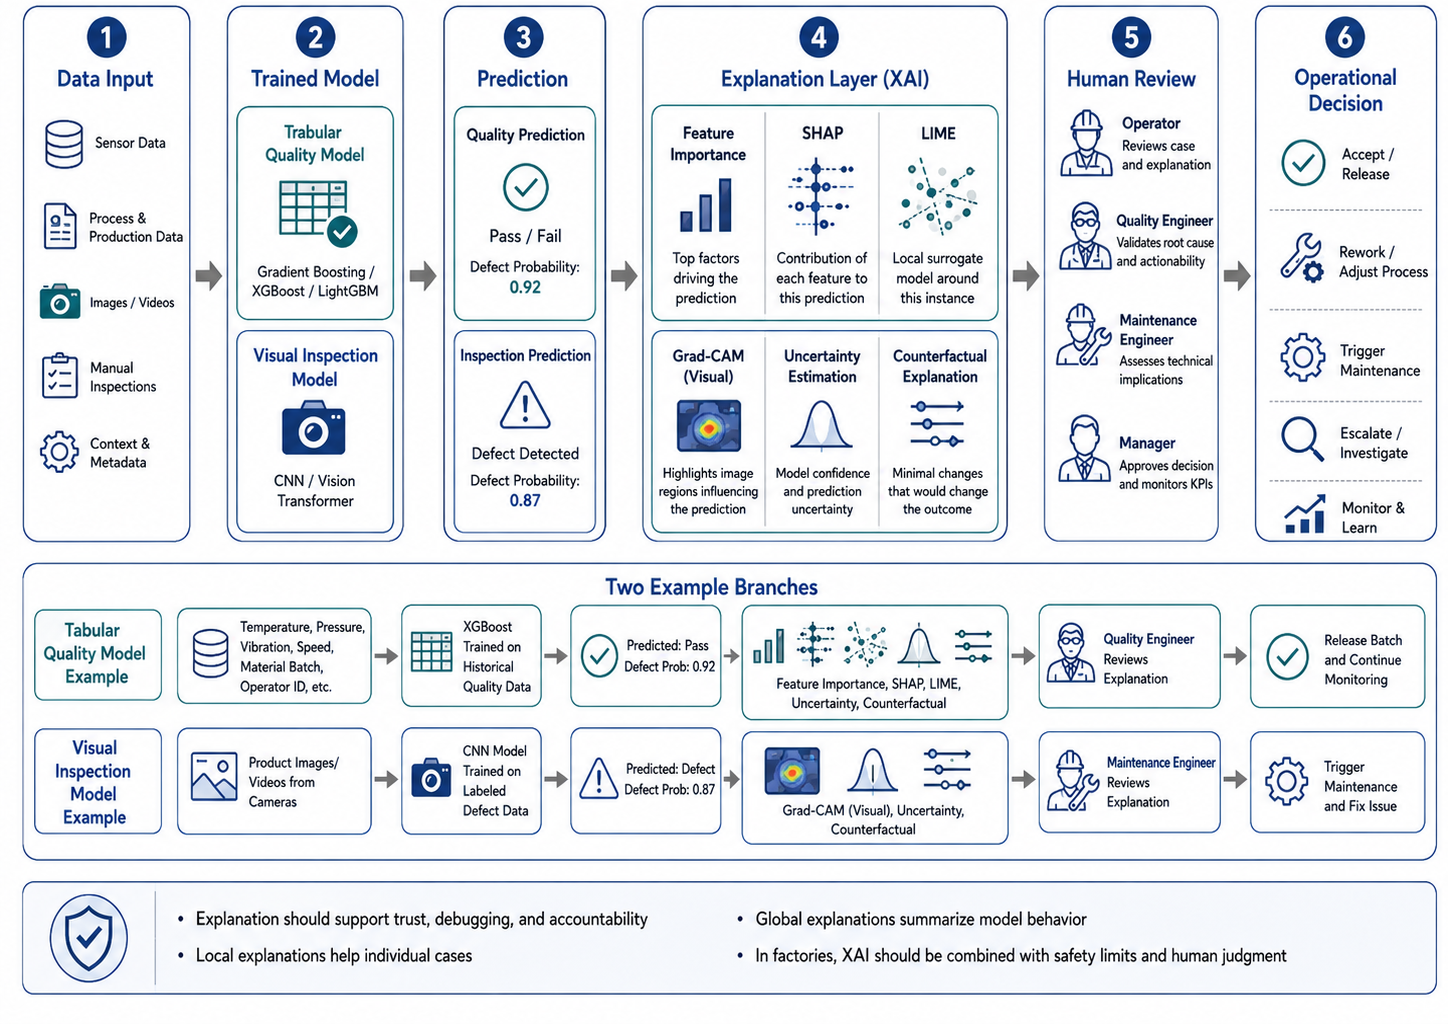 1
Data Input
Sensor Data
Process &
Production Data
Images / Videos
Manual
Inspections
Context &
Metadata
2
Trained Model
Trabular
Quality Model
Gradient Boosting /
XGBoost / LightGBM
Visual Inspection
Model
CNN / Vision
Transformer
3
Prediction
Quality Prediction
Pass / Fail
Defect Probability:
0.92
Inspection Prediction
Defect Detected
Defect Probability:
0.87
4
Explanation Layer (XAI)
Feature
Importance
Top factors
driving the
prediction
SHAP
Contribution of
each feature to
this prediction
LIME
Local surrogate
model around
this instance
Grad-CAM
(Visual)
Highlights image
regions influencing
the prediction
Uncertainty
Estimation
Model confidence
and prediction
uncertainty
Counterfactual
Explanation
Minimal changes
that would change
the outcome
5
Human Review
Operator
Reviews case
and explanation
Quality Engineer
Validates root cause
and actionability
Maintenance
Engineer
Assesses technical
implications
Manager
Approves decision
and monitors KPIs
6
Operational
Decision
Accept /
Release
Rework /
Adjust Process
Trigger
Maintenance
Escalate /
Investigate
Monitor &
Learn
Two Example Branches
Tabular
Quality Model
Example
Temperature, Pressure,
Vibration, Speed,
Material Batch,
Operator ID, etc.
XGBoost
Trained on
Historical
Quality Data
Predicted: Pass
Defect Prob: 0.92
Feature Importance, SHAP, LIME,
Uncertainty, Counterfactual
Quality Engineer
Reviews
Explanation
Release Batch
and Continue
Monitoring
Visual
Inspection
Model
Example
Product Images/
Videos from
Cameras
CNN Model
Trained on
Labeled
Defect Data
Predicted: Defect
Defect Prob: 0.87
Grad-CAM (Visual), Uncertainty,
Counterfactual
Maintenance Engineer
Reviews
Explanation
Trigger
Maintenance
and Fix Issue
• Explanation should support trust, debugging, and accountability
• Local explanations help individual cases
• Global explanations summarize model behavior
• In factories, XAI should be combined with safety limits and human judgment